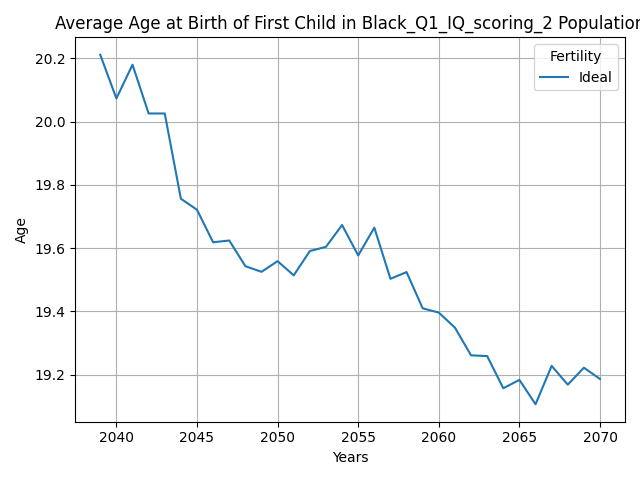 Average Age at Birth of First Child in Black_Q1_IQ_scoring_2 Population
Fertility
Ideal
20.2
20.0
19.8
19.6
19.4
19.2
Age
2040 2045 2050 2055 2060 2065 2070
Years